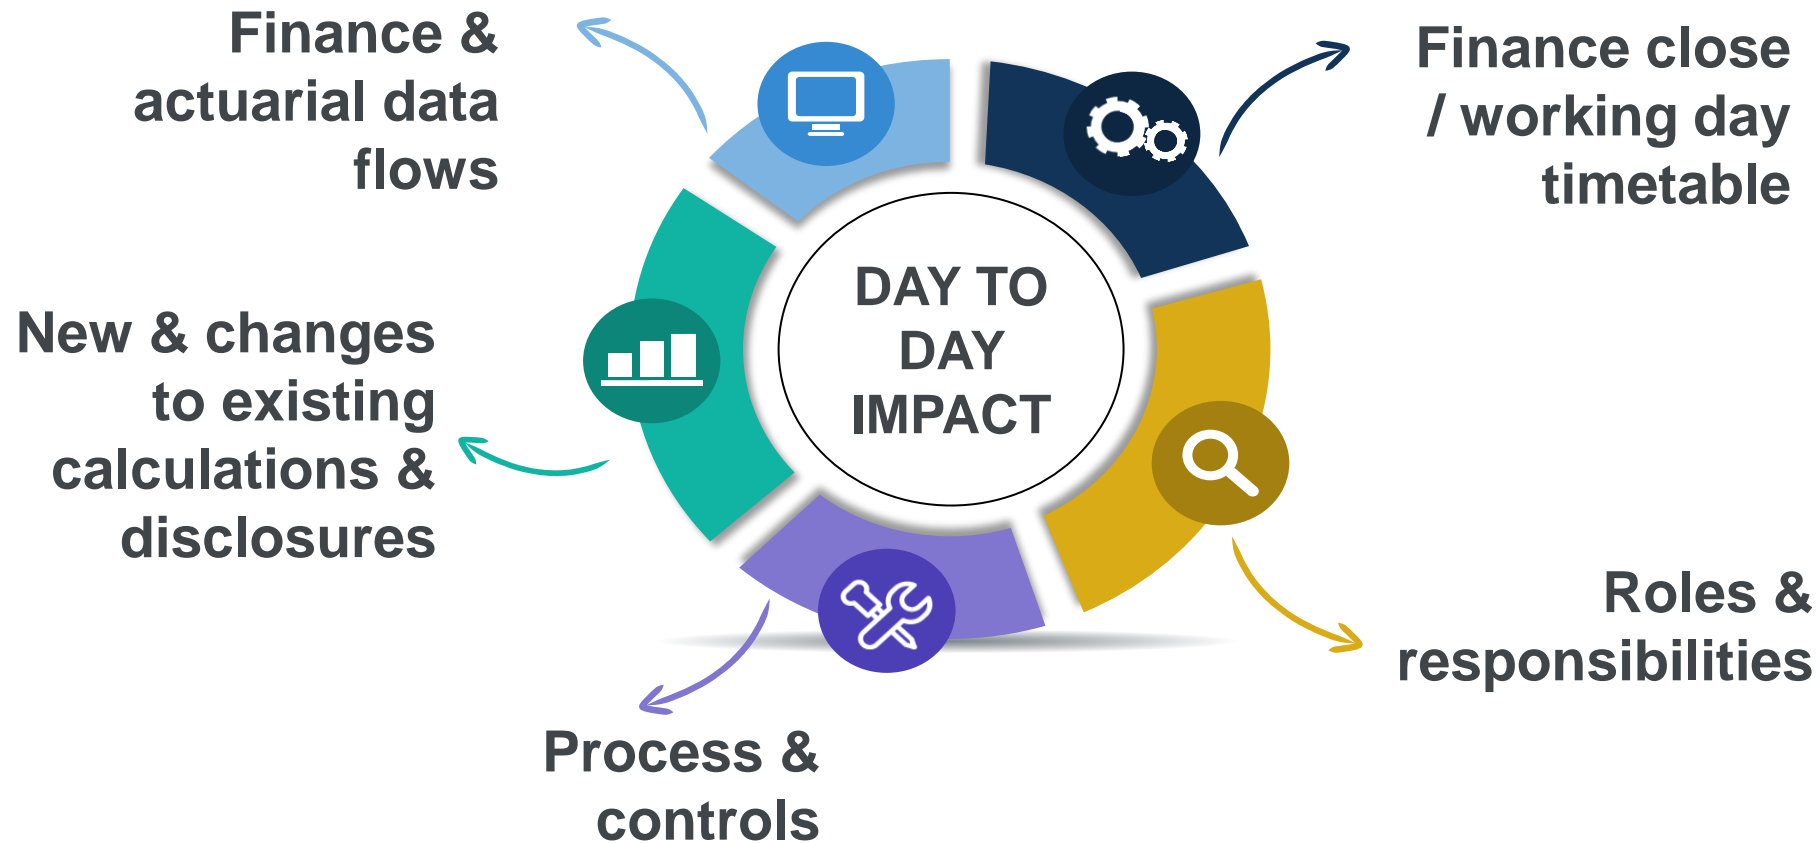 Finance &
actuarial data
flows
Finance close
/ working day
timetable
DAY TO
DAY
IMPACT
New & changes
to existing
calculations &
disclosures
Roles &
responsibilities
Process &
controls